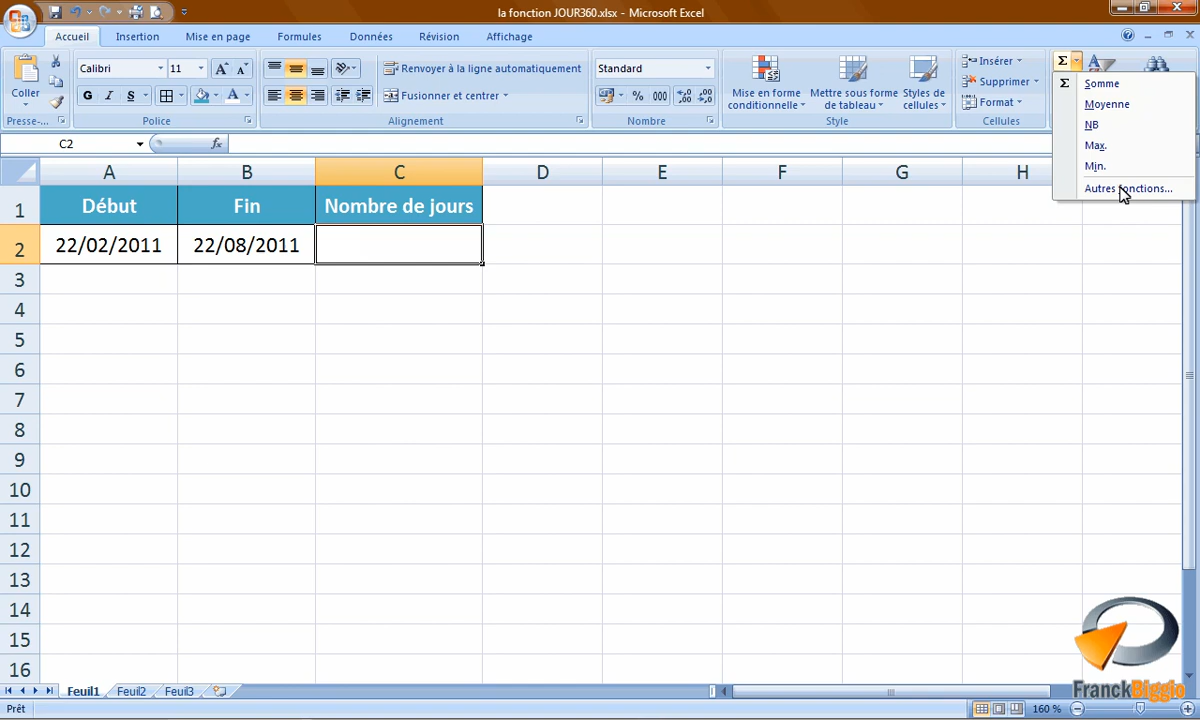 la fonction JOUR360.xlsx - Microsoft Excel
Accueil Insertion Mise en page Formules Données Révision Affichage
Coller
Presse-...
Calibri 11
G I S
Police
Renvoyer à la ligne automatiquement
Fusionner et centrer
Alignement
Standard
% 000
Nombre
Mise en forme conditionnelle
Mettre sous forme de tableau
Styles de cellules
Style
Insérer
Supprimer
Format
Cellules
Σ
Σ Somme
Moyenne
NB
Max.
Min.
Autres fonctions...
C2 fx
A B C D E F G H
1 Début Fin Nombre de jours
2 22/02/2011 22/08/2011
3
4
5
6
7
8
9
10
11
12
13
14
15
16
FranckBiggio
Feuil1 Feuil2 Feuil3
Prêt 160 %